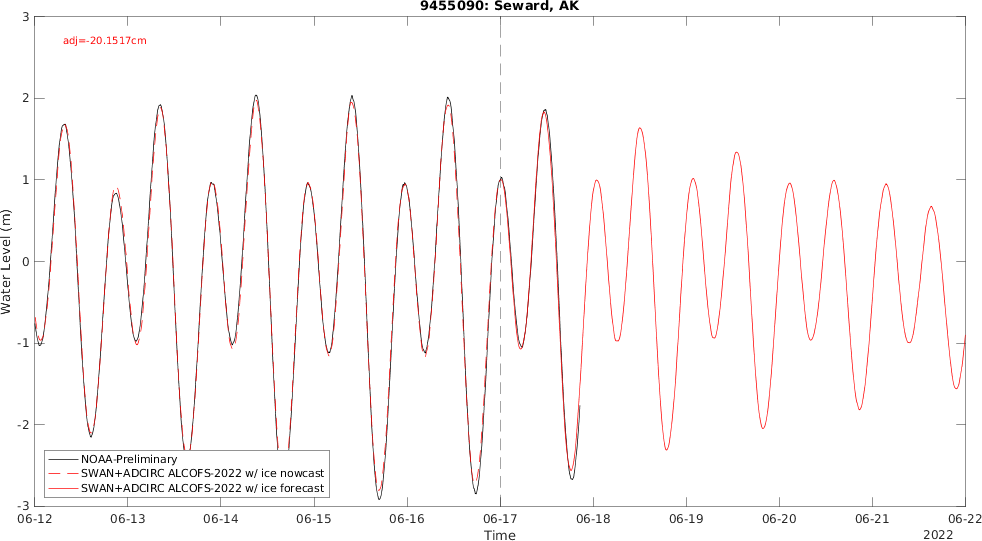 9455090: Seward, AK
adj=-20.1517cm
3
2
1
0
-1
-2
-3
Water Level (m)
NOAA-Preliminary
SWAN+ADCIRC ALCOFS-2022 w/ ice nowcast
SWAN+ADCIRC ALCOFS-2022 w/ ice forecast
06-12 06-13 06-14 06-15 06-16 06-17 06-18 06-19 06-20 06-21 06-22
Time
2022